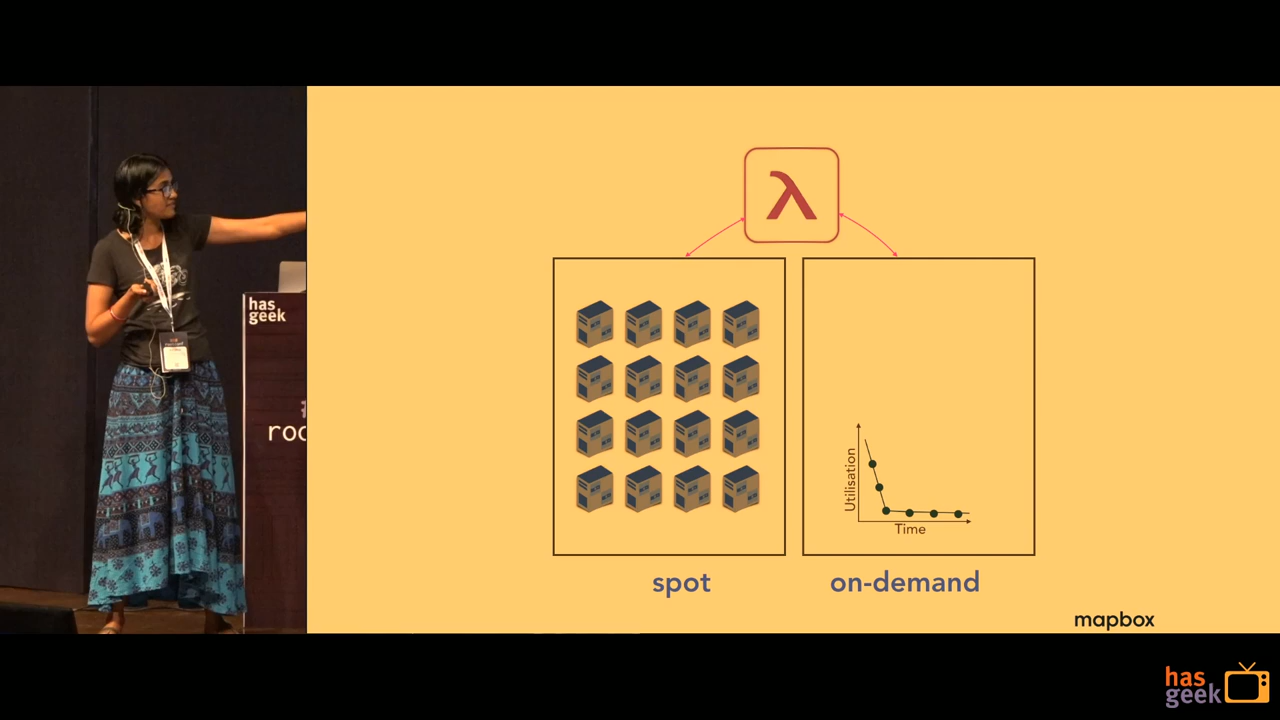 has
geek
roo
λ
Utilisation
Time
spot
on-demand
mapbox
has
geek